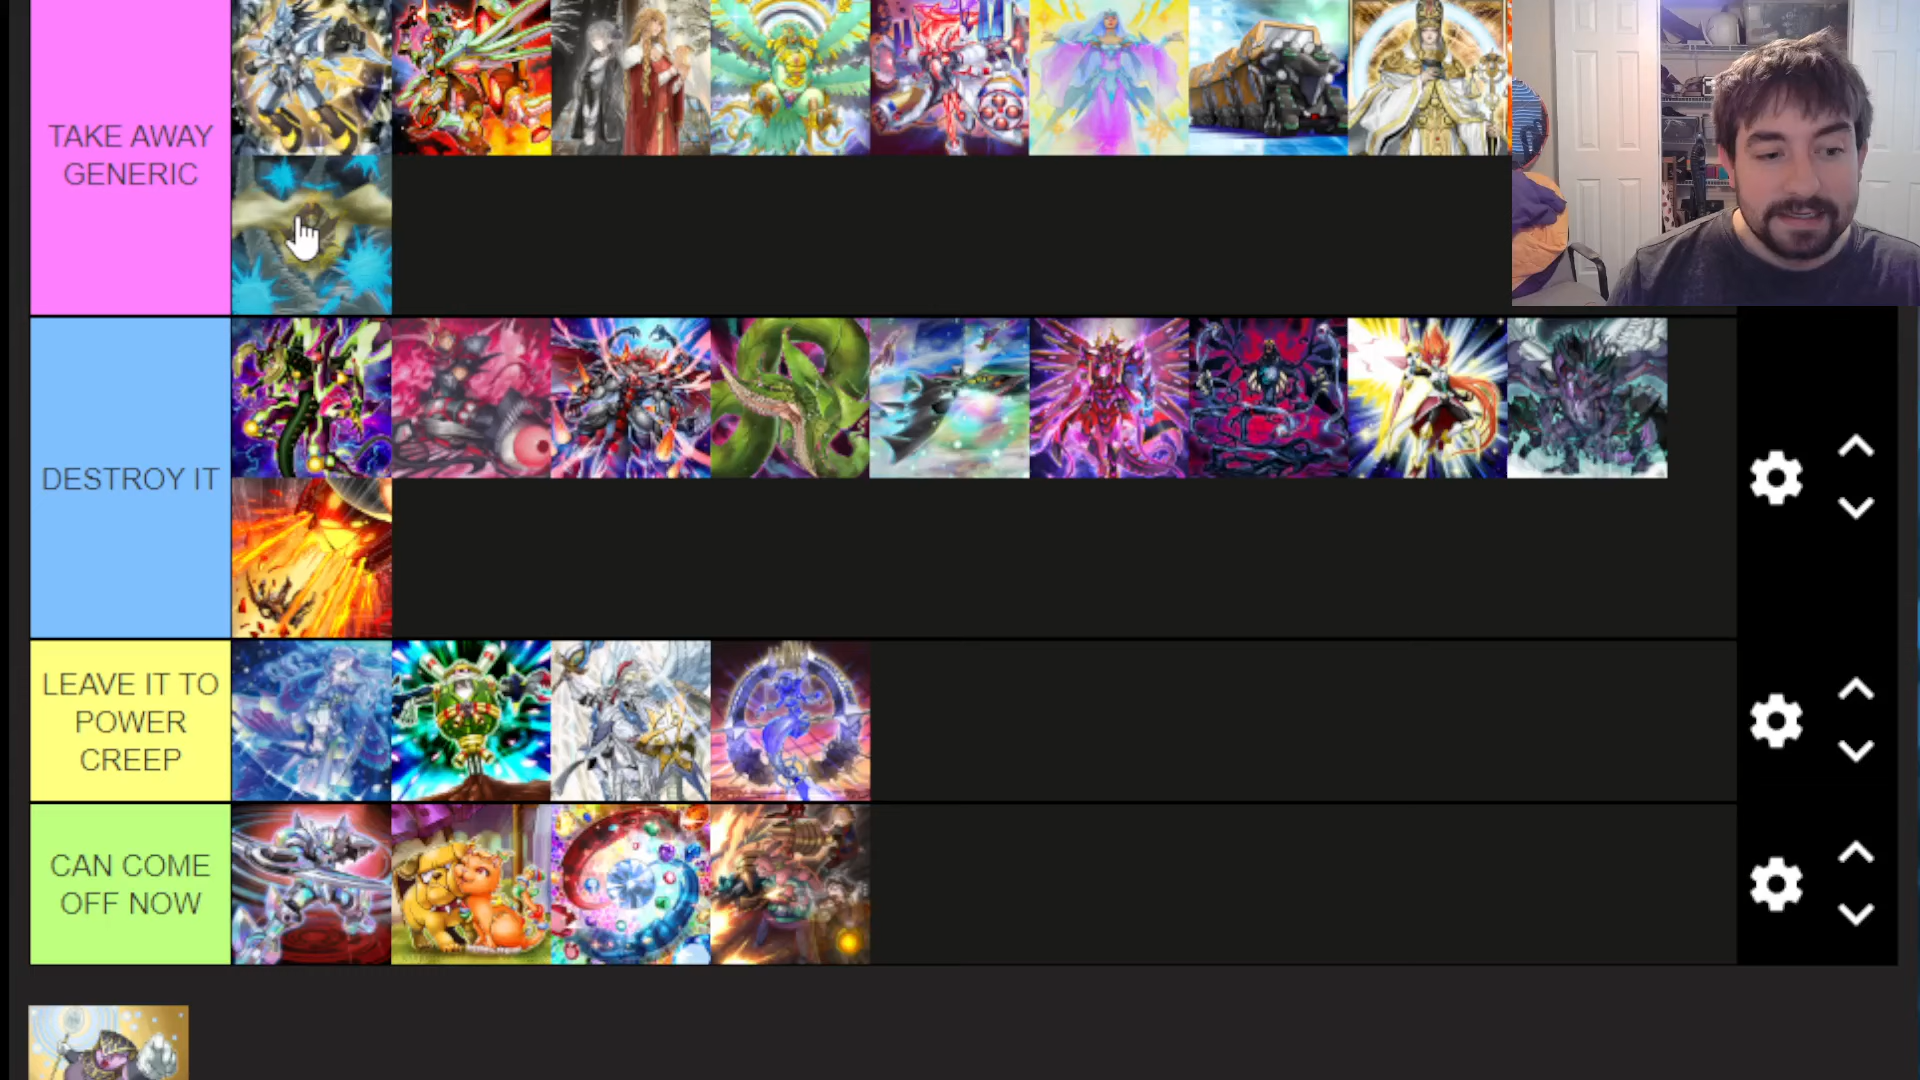 TAKE AWAY
GENERIC
DESTROY IT
LEAVE IT TO
POWER
CREEP
CAN COME
OFF NOW